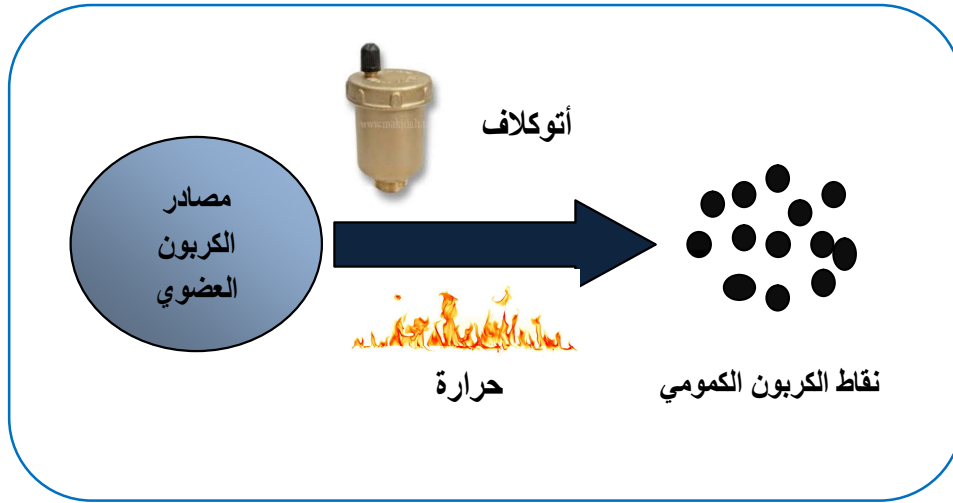 أتوكلاف
مصادر
الكربون
العضوي
حرارة
نقاط الكربون الكمومي